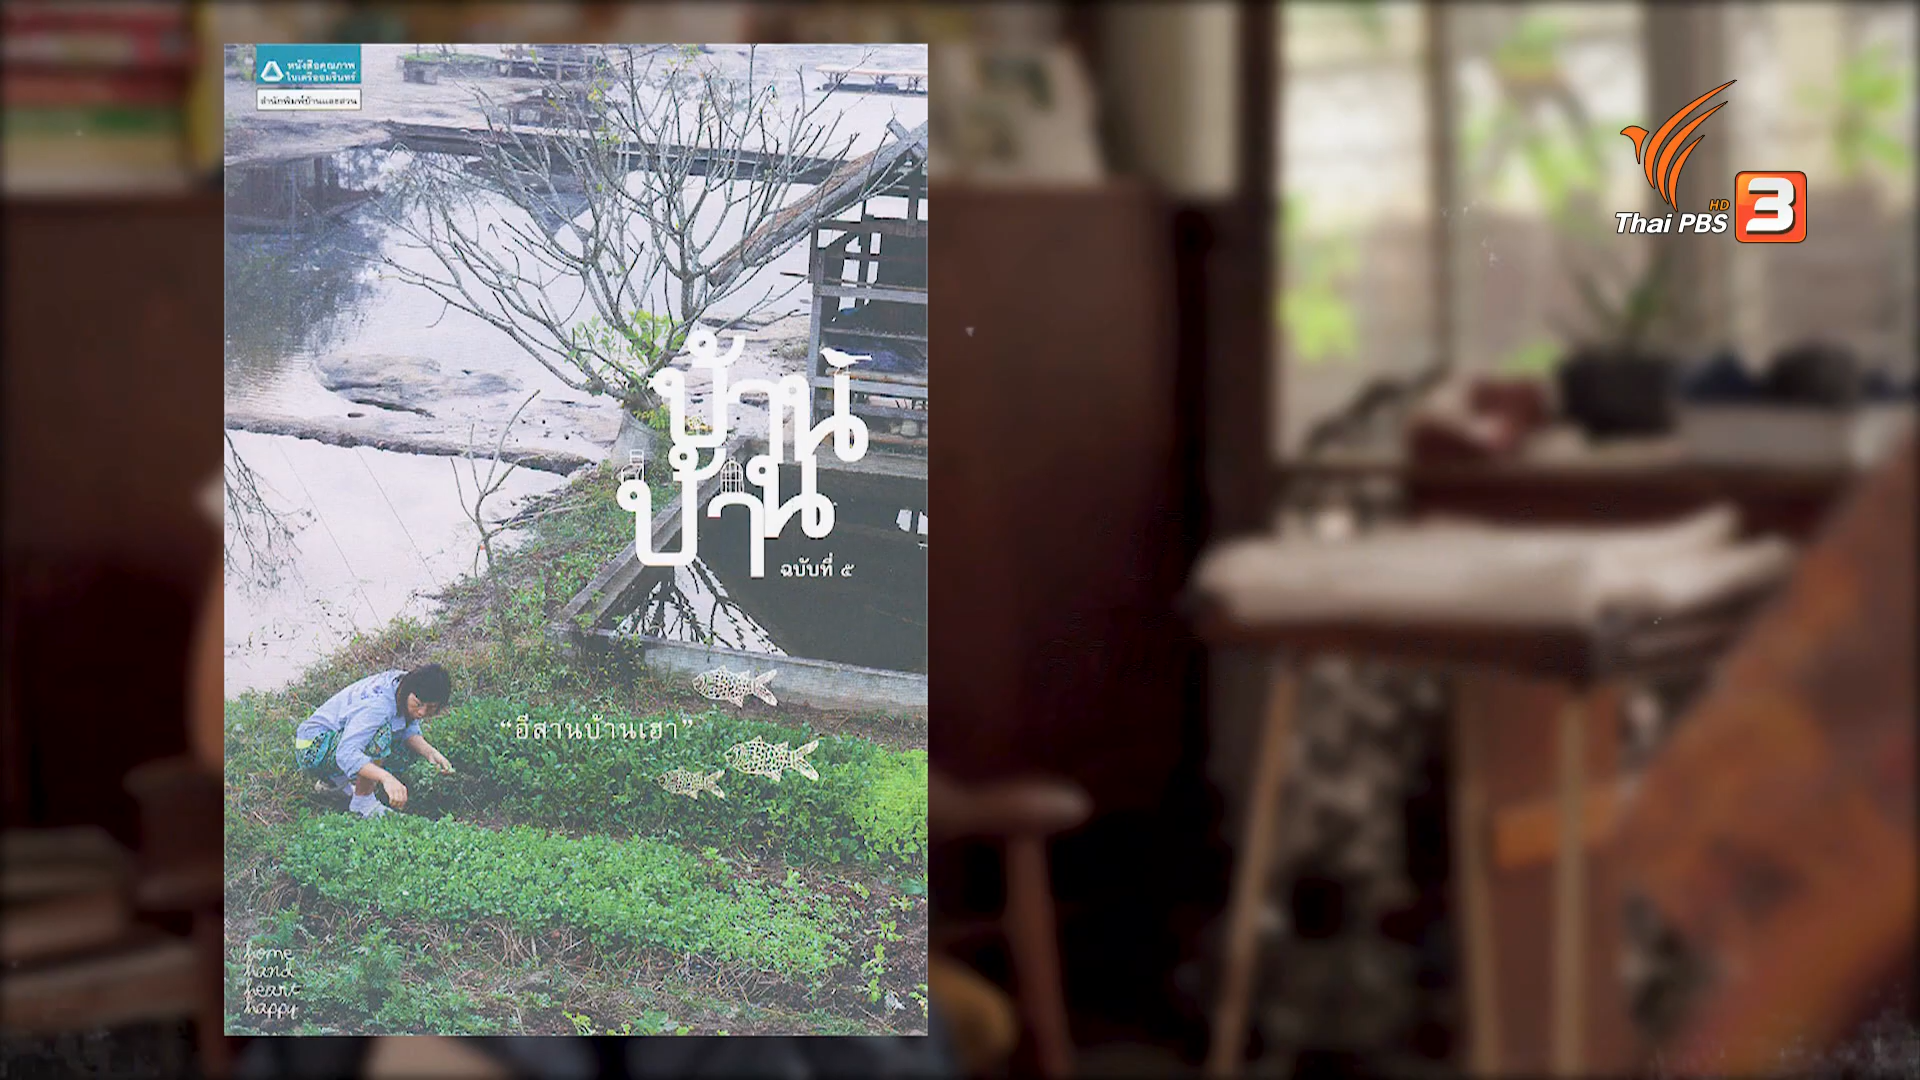 หนังสือคุณภาพ
ในเครืออมรินทร์
สำนักพิมพ์บ้านและสวน
บ้าน
บ้าน
ฉบับที่ ๕
"อีสานบ้านเฮา"
home
hand
heart
happy
HD
Thai PBS 3